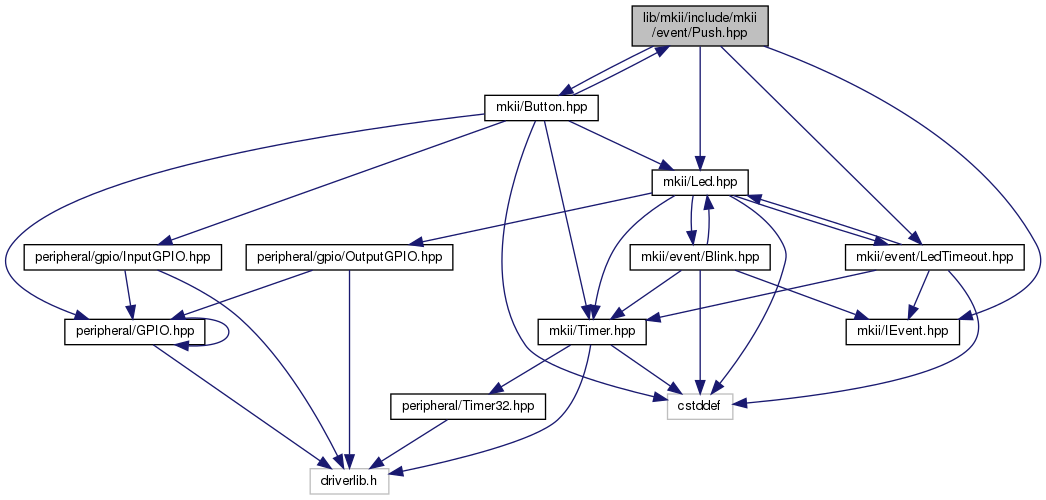 lib/mkii/include/mkii
/event/Push.hpp
mkii/Button.hpp
mkii/Led.hpp
peripheral/gpio/InputGPIO.hpp
peripheral/gpio/OutputGPIO.hpp
mkii/event/Blink.hpp
mkii/event/LedTimeout.hpp
peripheral/GPIO.hpp
mkii/Timer.hpp
mkii/IEvent.hpp
peripheral/Timer32.hpp
cstddef
driverlib.h